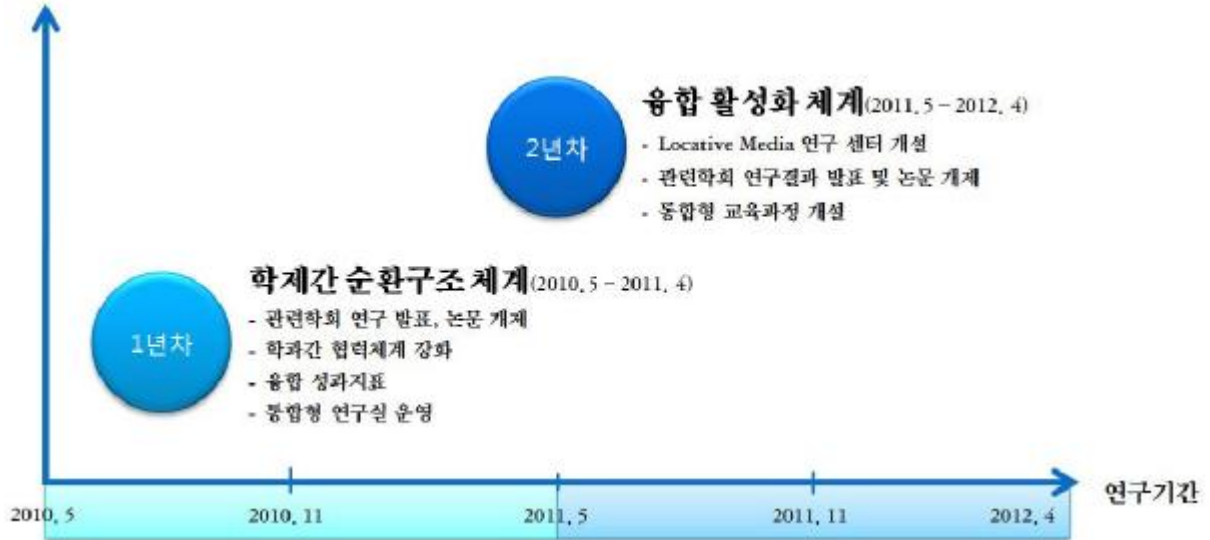 융합 활성화 체계(2011. 5 – 2012. 4)
2년차
- Locative Media 연구 센터 개설
- 관련학회 연구결과 발표 및 논문 개제
- 통합형 교육과정 개설
학제간 순환구조 체계(2010. 5 – 2011. 4)
1년차
- 관련학회 연구 발표, 논문 개제
- 학과간 협력체계 강화
- 융합 성과지표
- 통합형 연구실 운영
연구기간
2010. 5 2010. 11 2011. 5 2011. 11 2012. 4